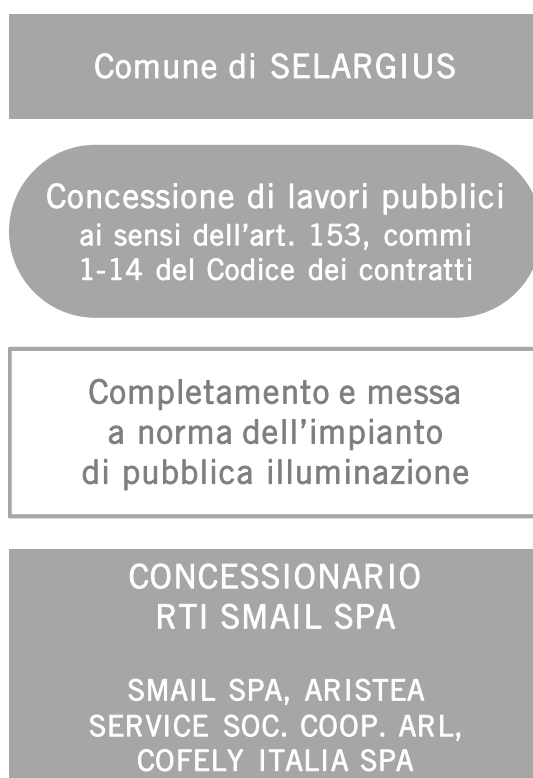 Comune di SELARGIUS
Concessione di lavori pubblici
ai sensi dell'art. 153, commi
1-14 del Codice dei contratti
Completamento e messa
a norma dell'impianto
di pubblica illuminazione
CONCESSIONARIO
RTI SMAIL SPA
SMAIL SPA, ARISTEA
SERVICE SOC. COOP. ARL,
COFELY ITALIA SPA